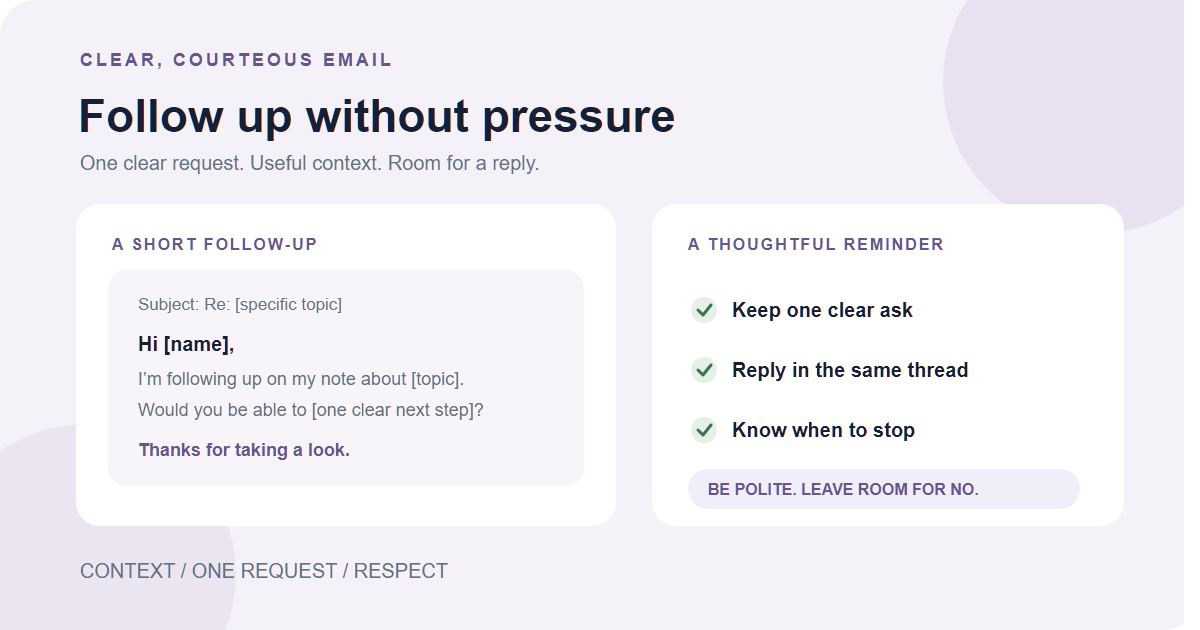 CLEAR, COURTEOUS EMAIL
Follow up without pressure
One clear request. Useful context. Room for a reply.
A SHORT FOLLOW-UP
Subject: Re: [specific topic]
Hi [name],
I'm following up on my note about [topic].
Would you be able to [one clear next step]?
Thanks for taking a look.
A THOUGHTFUL REMINDER
Keep one clear ask
Reply in the same thread
Know when to stop
BE POLITE. LEAVE ROOM FOR NO.
CONTEXT / ONE REQUEST / RESPECT